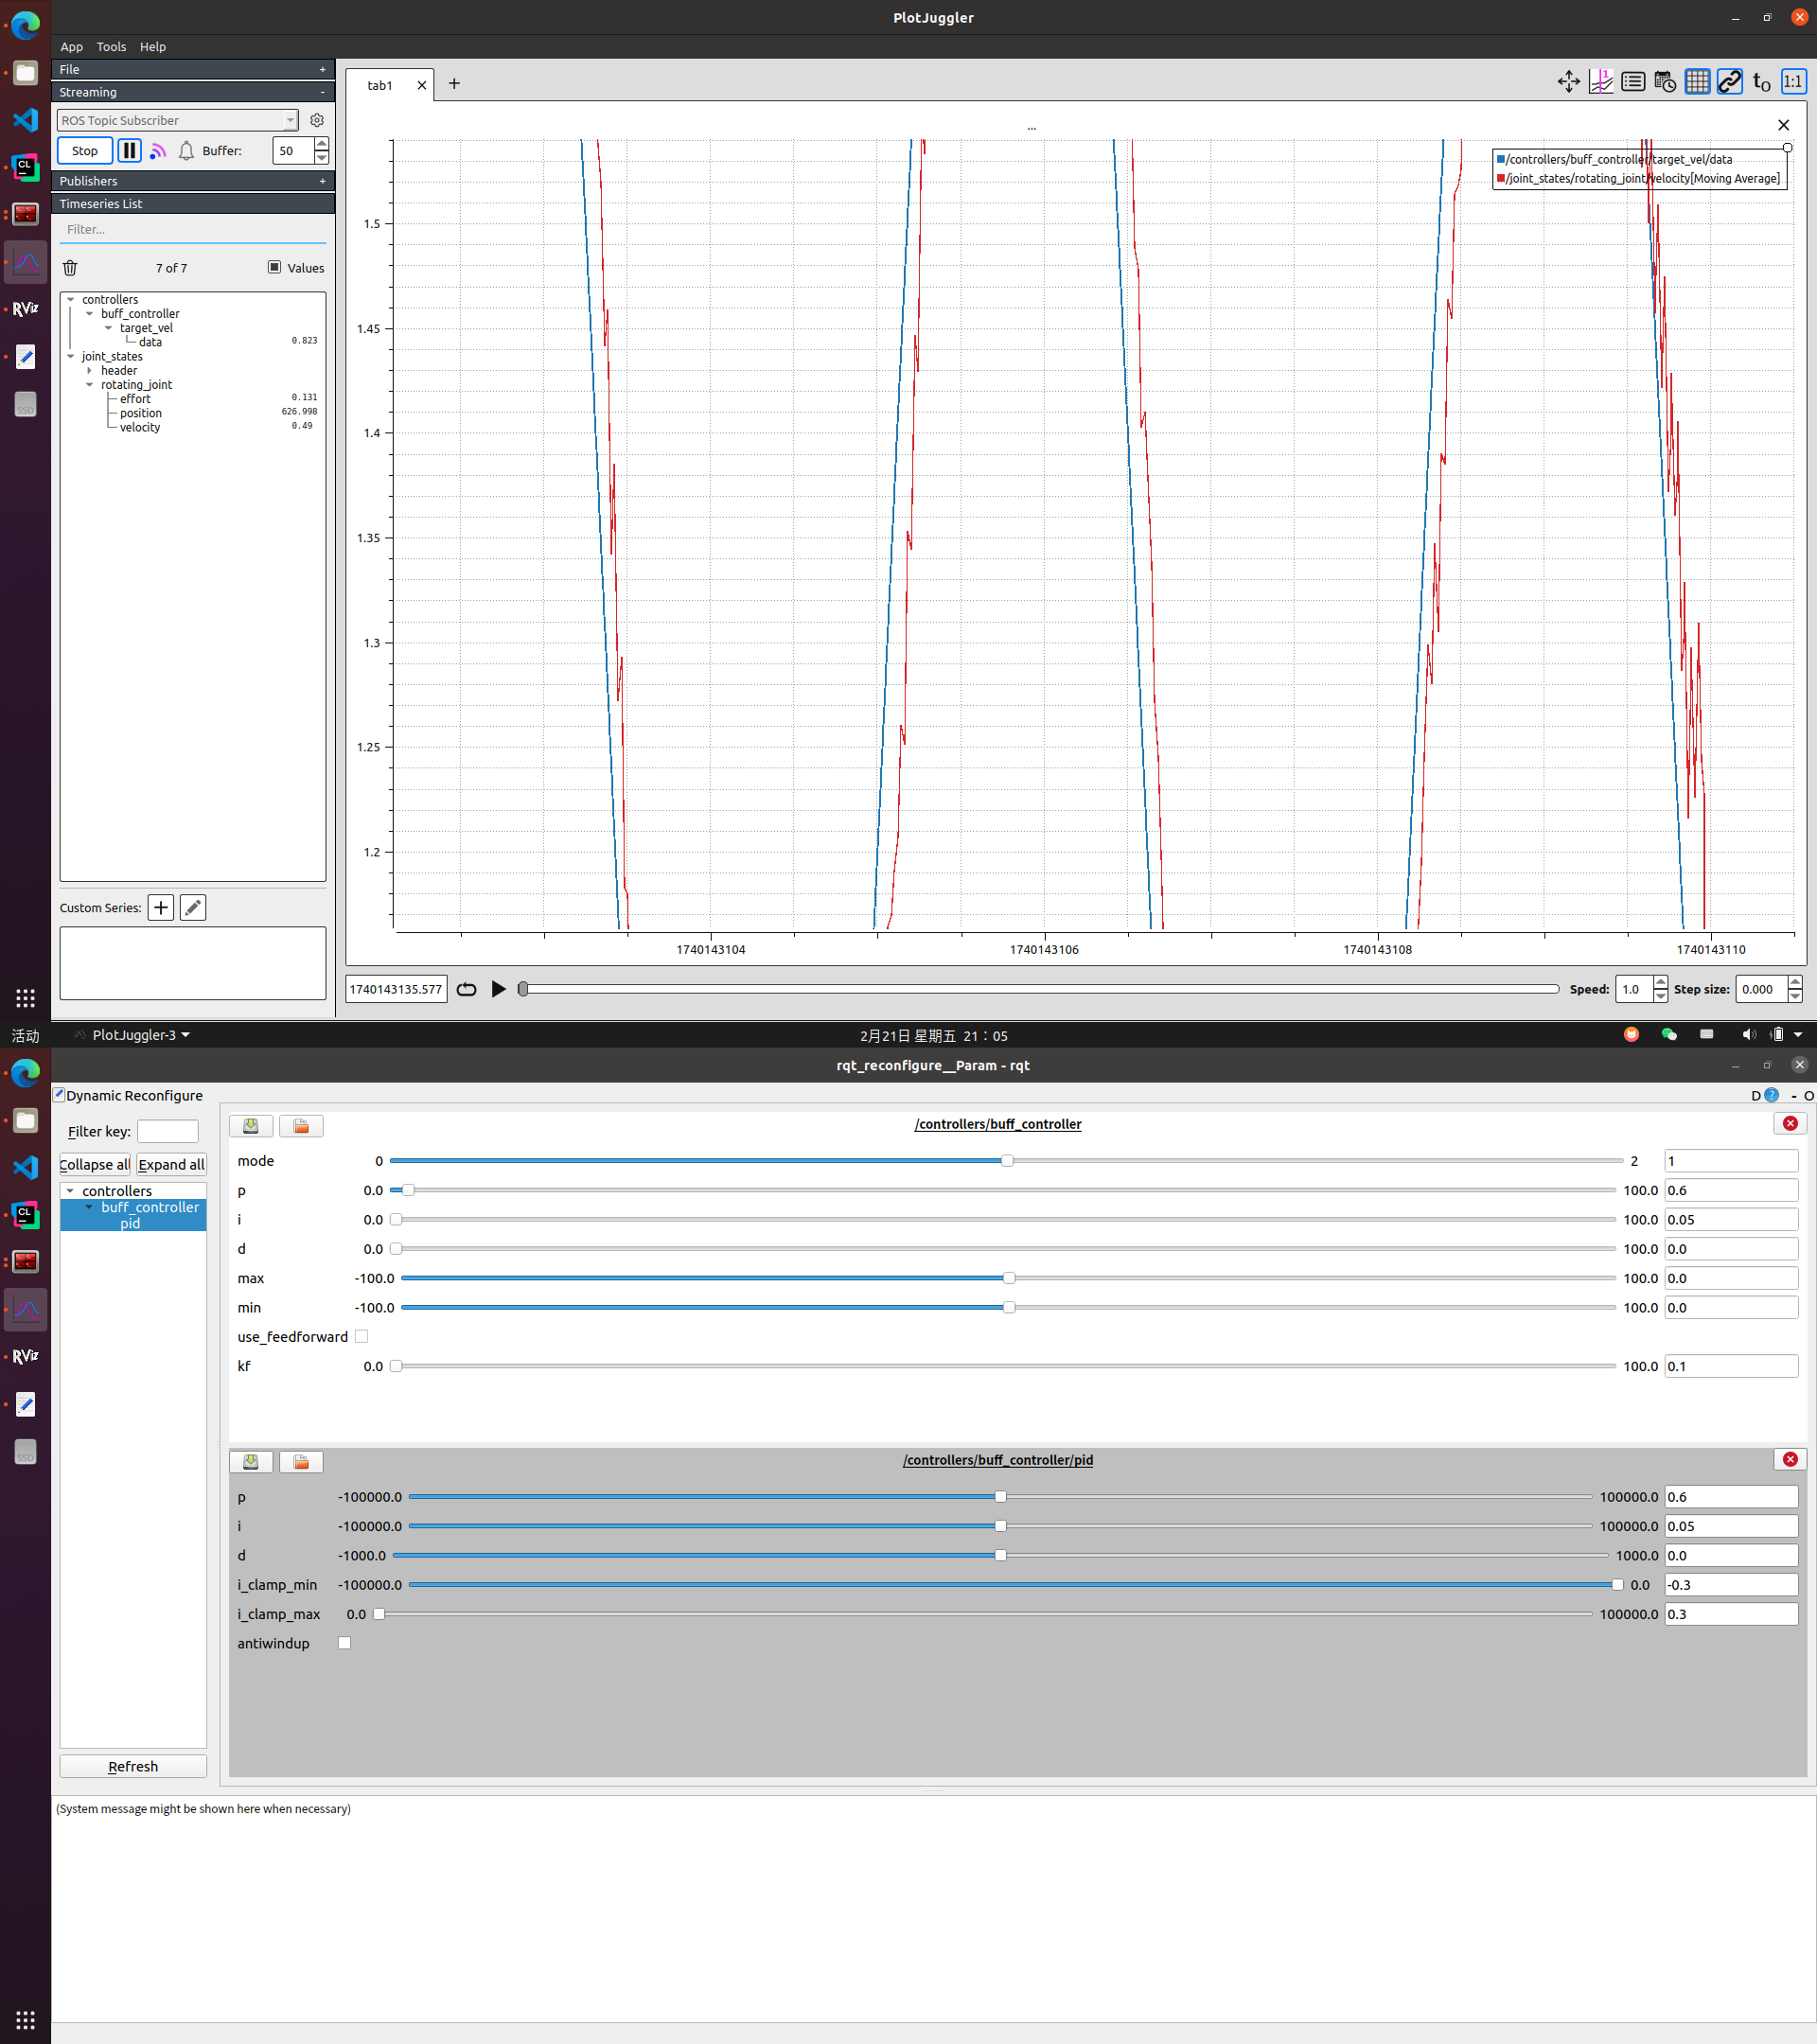 PlotJuggler
App Tools Help
File +
Streaming -
ROS Topic Subscriber
Stop Buffer: 50
Publishers +
Timeseries List
Filter...
7 of 7 Values
controllers
buff_controller
target_vel
data 0.823
joint_states
header
rotating_joint
effort 0.131
position 626.998
velocity 0.49
Custom Series:
tab1
t0 1:1
...
/controllers/buff_controller/target_vel/data
/joint_states/rotating_joint/velocity[Moving Average]
1.5
1.45
1.4
1.35
1.3
1.25
1.2
1740143104 1740143106 1740143108 1740143110
1740143135.577 Speed: 1.0 Step size: 0.000
CL
RViz
SSD
活动 PlotJuggler-3 2月21日 星期五 21：05
rqt_reconfigure__Param - rqt
Dynamic Reconfigure D ? - O
Filter key:
Collapse all Expand all
controllers
buff_controller
pid
Refresh
/controllers/buff_controller
mode 0 2 1
p 0.0 100.0 0.6
i 0.0 100.0 0.05
d 0.0 100.0 0.0
max -100.0 100.0 0.0
min -100.0 100.0 0.0
use_feedforward
kf 0.0 100.0 0.1
/controllers/buff_controller/pid
p -100000.0 100000.0 0.6
i -100000.0 100000.0 0.05
d -1000.0 1000.0 0.0
i_clamp_min -100000.0 0.0 -0.3
i_clamp_max 0.0 100000.0 0.3
antiwindup
(System message might be shown here when necessary)
CL
RViz
SSD